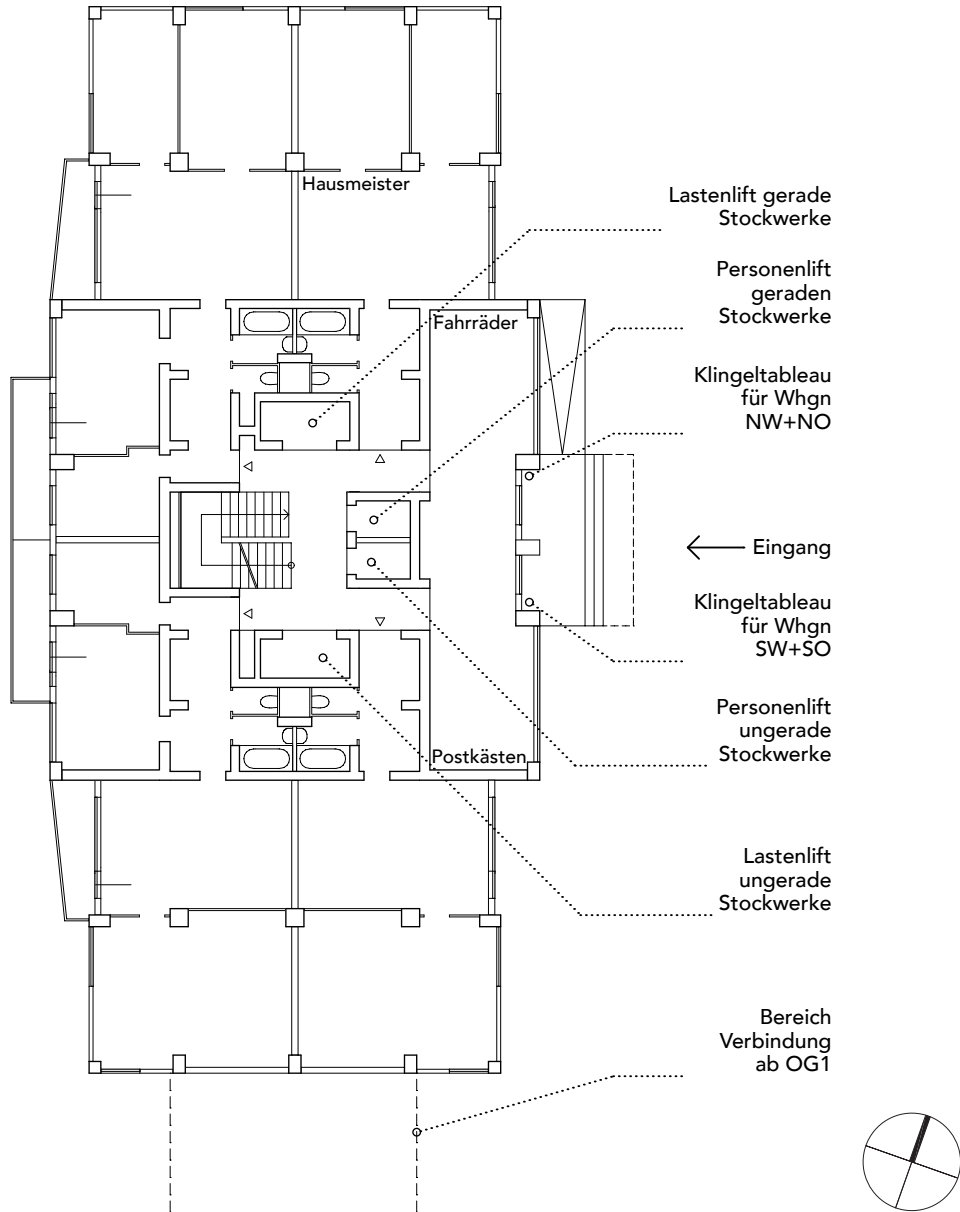 Hausmeister
Lastenlift gerade
Stockwerke
Personenlift
geraden
Stockwerke
Fahrräder
Klingeltableau
für Whgn
NW+NO
Eingang
Klingeltableau
für Whgn
SW+SO
Personenlift
ungerade
Stockwerke
Postkästen
Lastenlift
ungerade
Stockwerke
Bereich
Verbindung
ab OG1